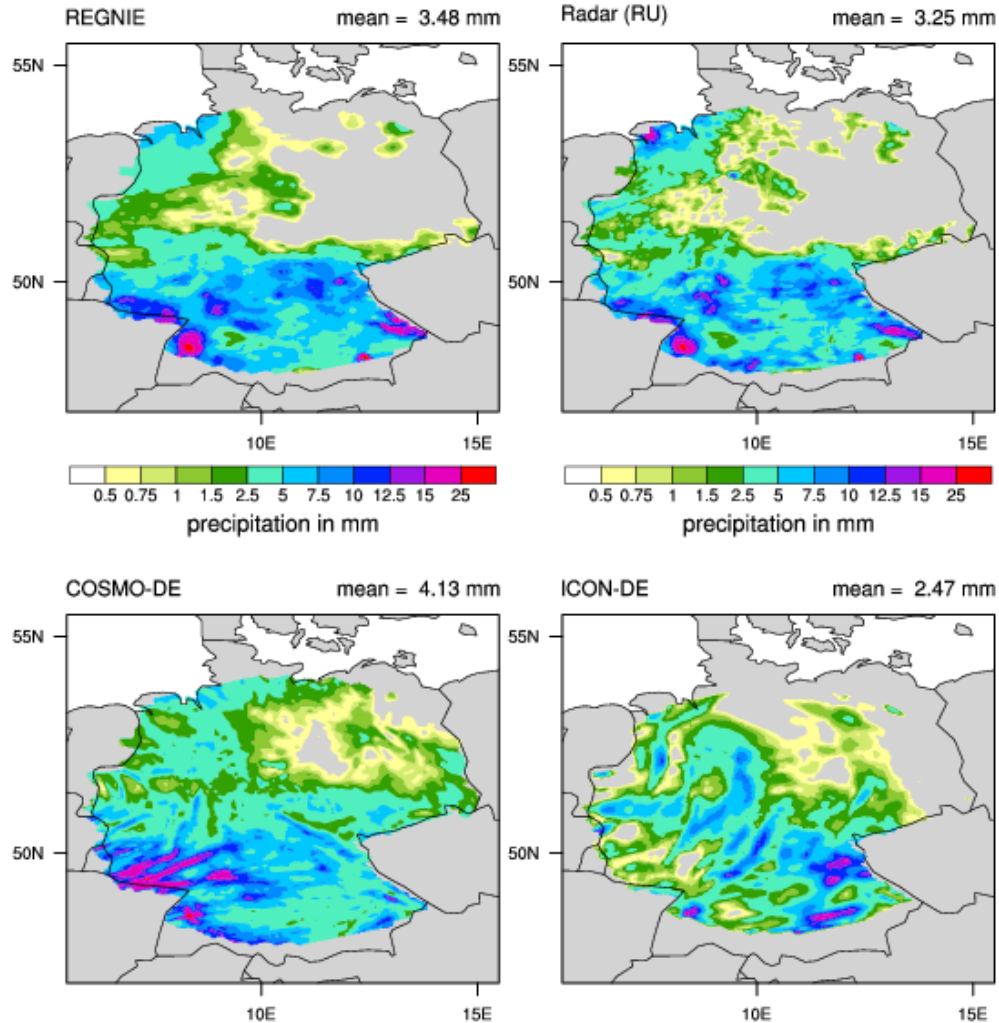 REGNIE mean = 3.48 mm
Radar (RU) mean = 3.25 mm
55N
55N
50N
50N
10E 15E
10E 15E
0.5 0.75 1 1.5 2.5 5 7.5 10 12.5 15 25
0.5 0.75 1 1.5 2.5 5 7.5 10 12.5 15 25
precipitation in mm
precipitation in mm
COSMO-DE mean = 4.13 mm
ICON-DE mean = 2.47 mm
55N
55N
50N
50N
10E 15E
10E 15E